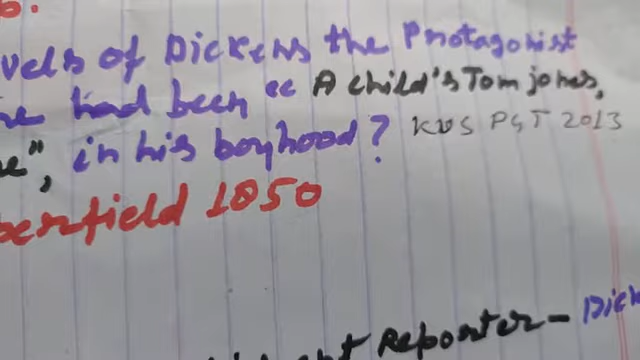 vels of Dickens the Protagonist
he had been "A child's Tom jones,
e", in his boyhood? KVS PGT 2013
berfield 1850
Reporter- Dick